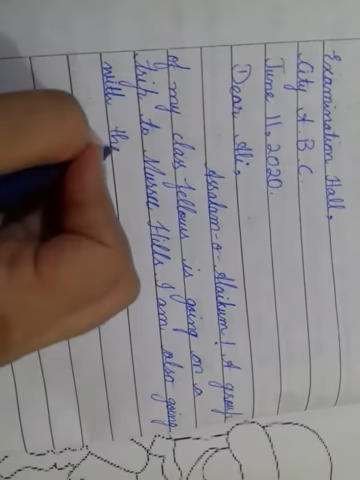 Examination Hall,
City A.B.C.
June 11, 2020.
Dear Ali,
Assalam-o-Alaikum! A group
of my class fellows is going on a
trip to Murree Hills. I am also going
with the